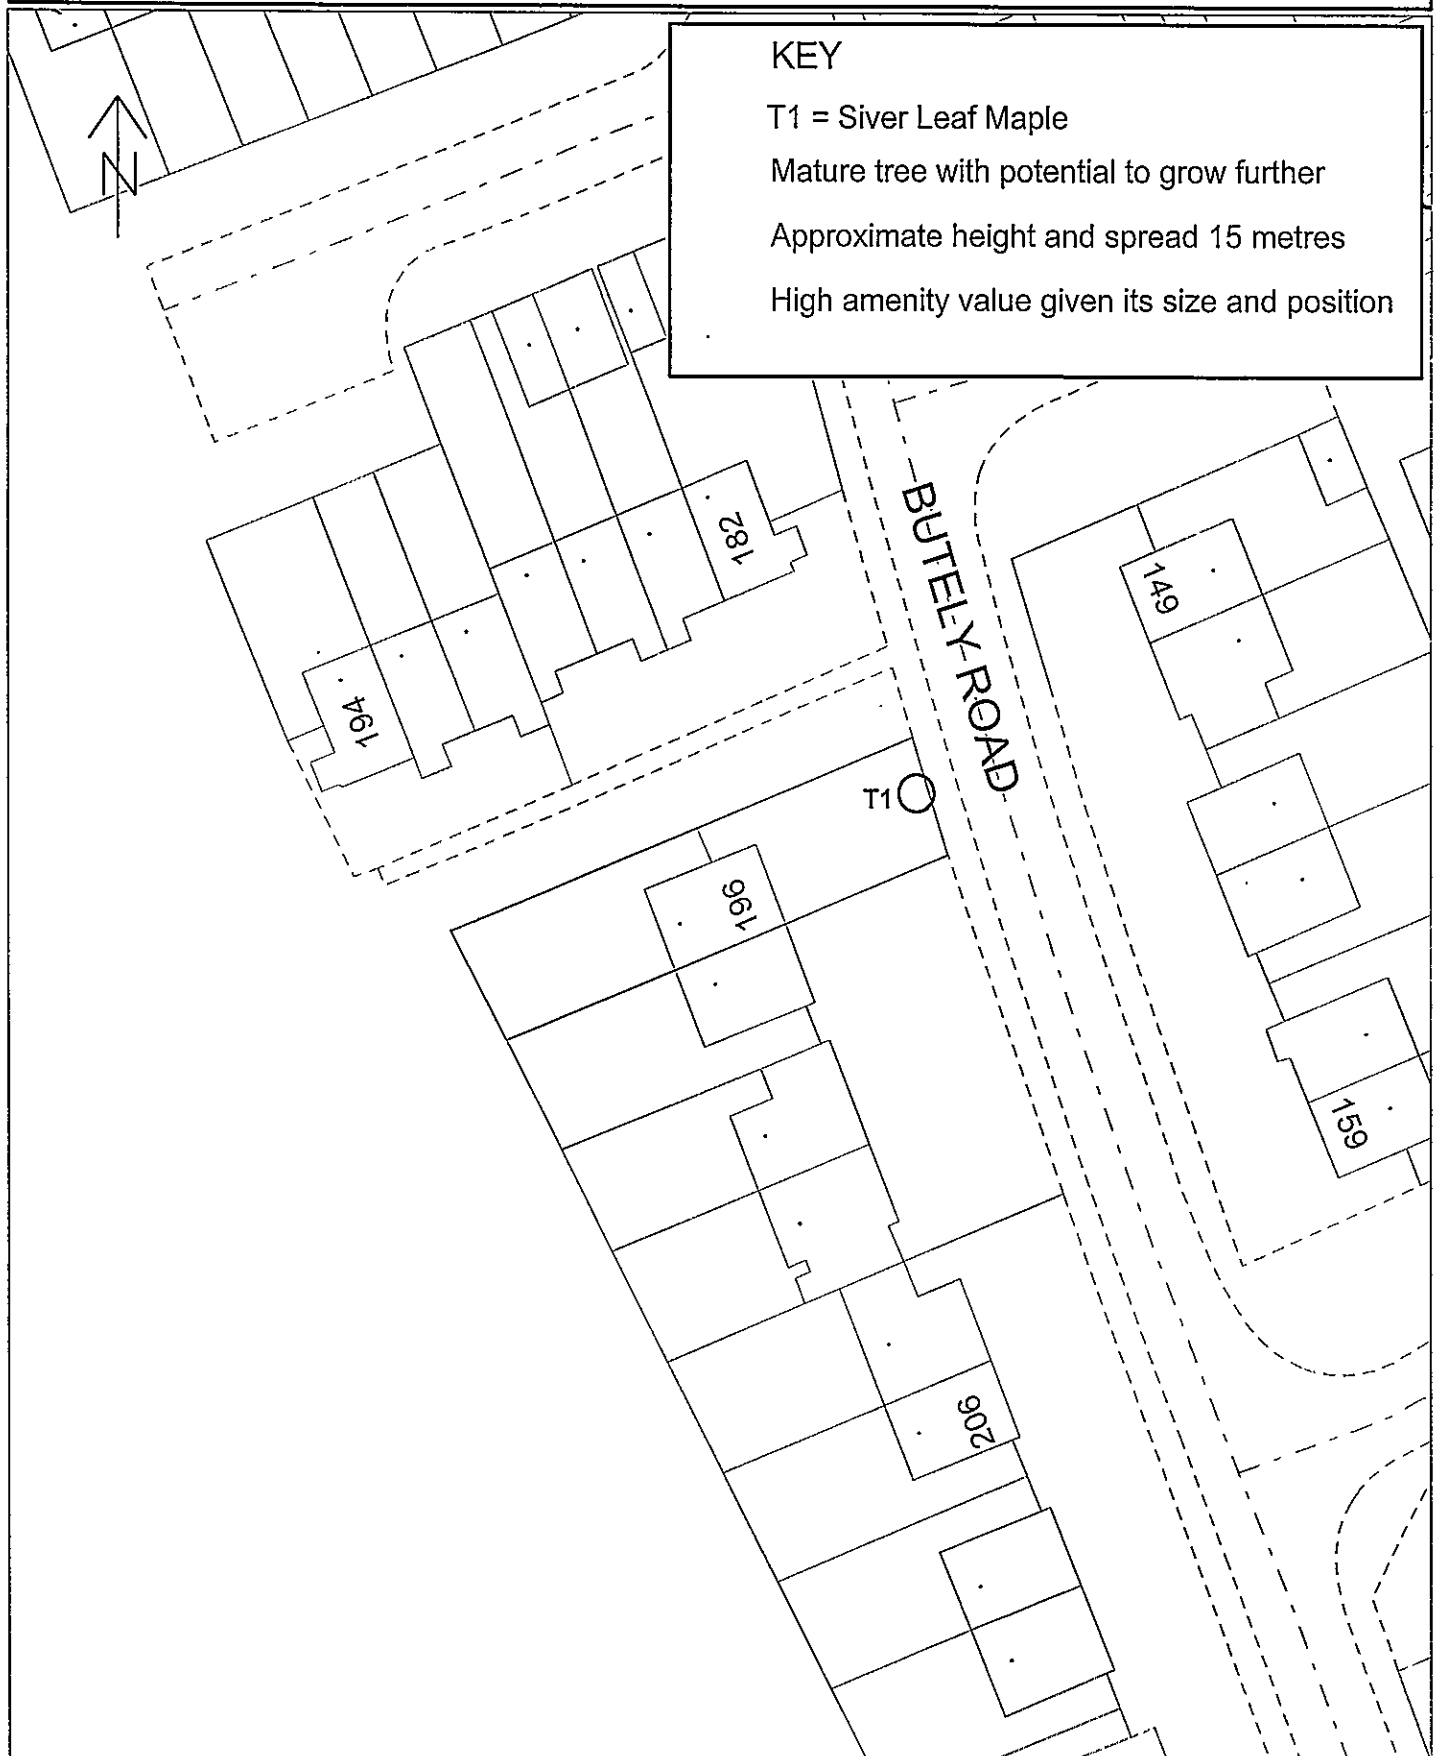 KEY
T1 = Siver Leaf Maple
Mature tree with potential to grow further
Approximate height and spread 15 metres
High amenity value given its size and position
N
182
BUTELY ROAD
149
194
T1
196
159
206